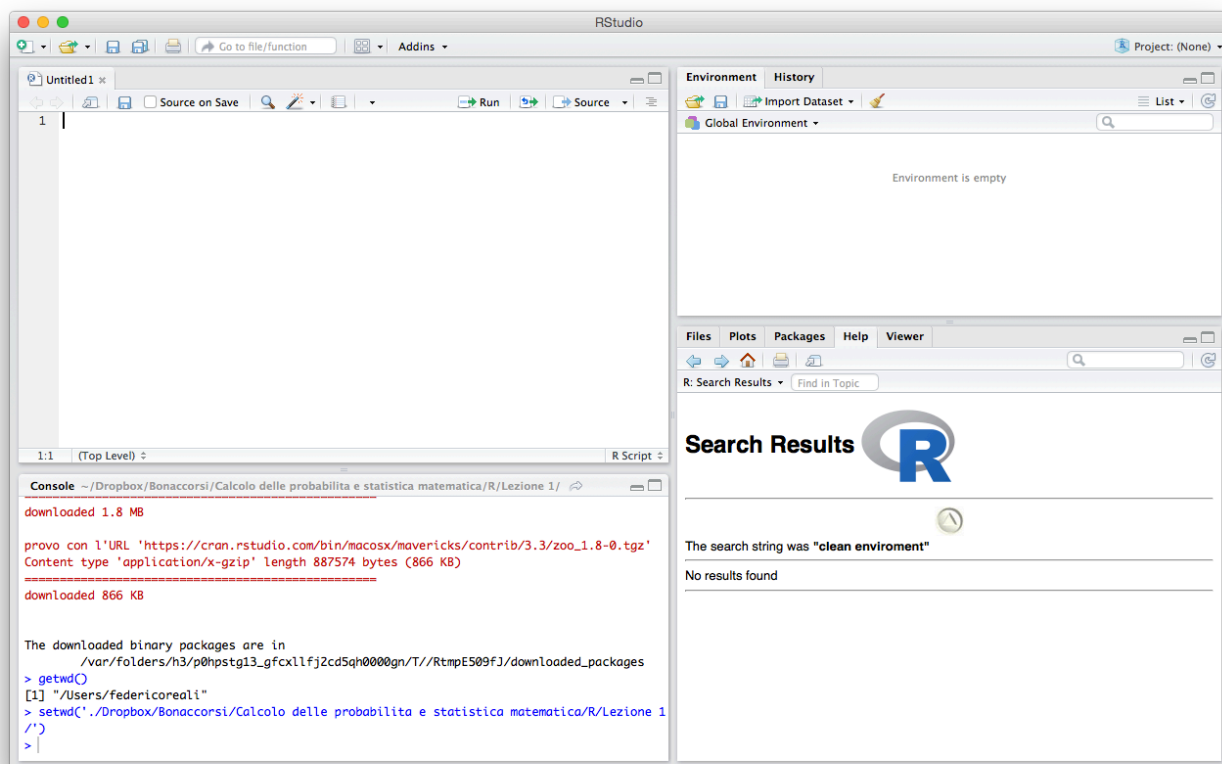 RStudio
Go to file/function
Addins
Project: (None)
Untitled1
Source on Save
Run
Source
1
1:1 (Top Level)
R Script
Console ~/Dropbox/Bonaccorsi/Calcolo delle probabilita e statistica matematica/R/Lezione 1/
==================================================
downloaded 1.8 MB
provo con l'URL 'https://cran.rstudio.com/bin/macosx/mavericks/contrib/3.3/zoo_1.8-0.tgz'
Content type 'application/x-gzip' length 887574 bytes (866 KB)
==================================================
downloaded 866 KB
The downloaded binary packages are in
/var/folders/h3/p0hpstg13_gfcxllfj2cd5qh0000gn/T//RtmpE509fJ/downloaded_packages
> getwd()
[1] "/Users/federicoreali"
> setwd('./Dropbox/Bonaccorsi/Calcolo delle probabilita e statistica matematica/R/Lezione 1
/')
>
Environment History
Import Dataset
List
Global Environment
Environment is empty
Files Plots Packages Help Viewer
R: Search Results
Find in Topic
Search Results R
The search string was "clean enviroment"
No results found